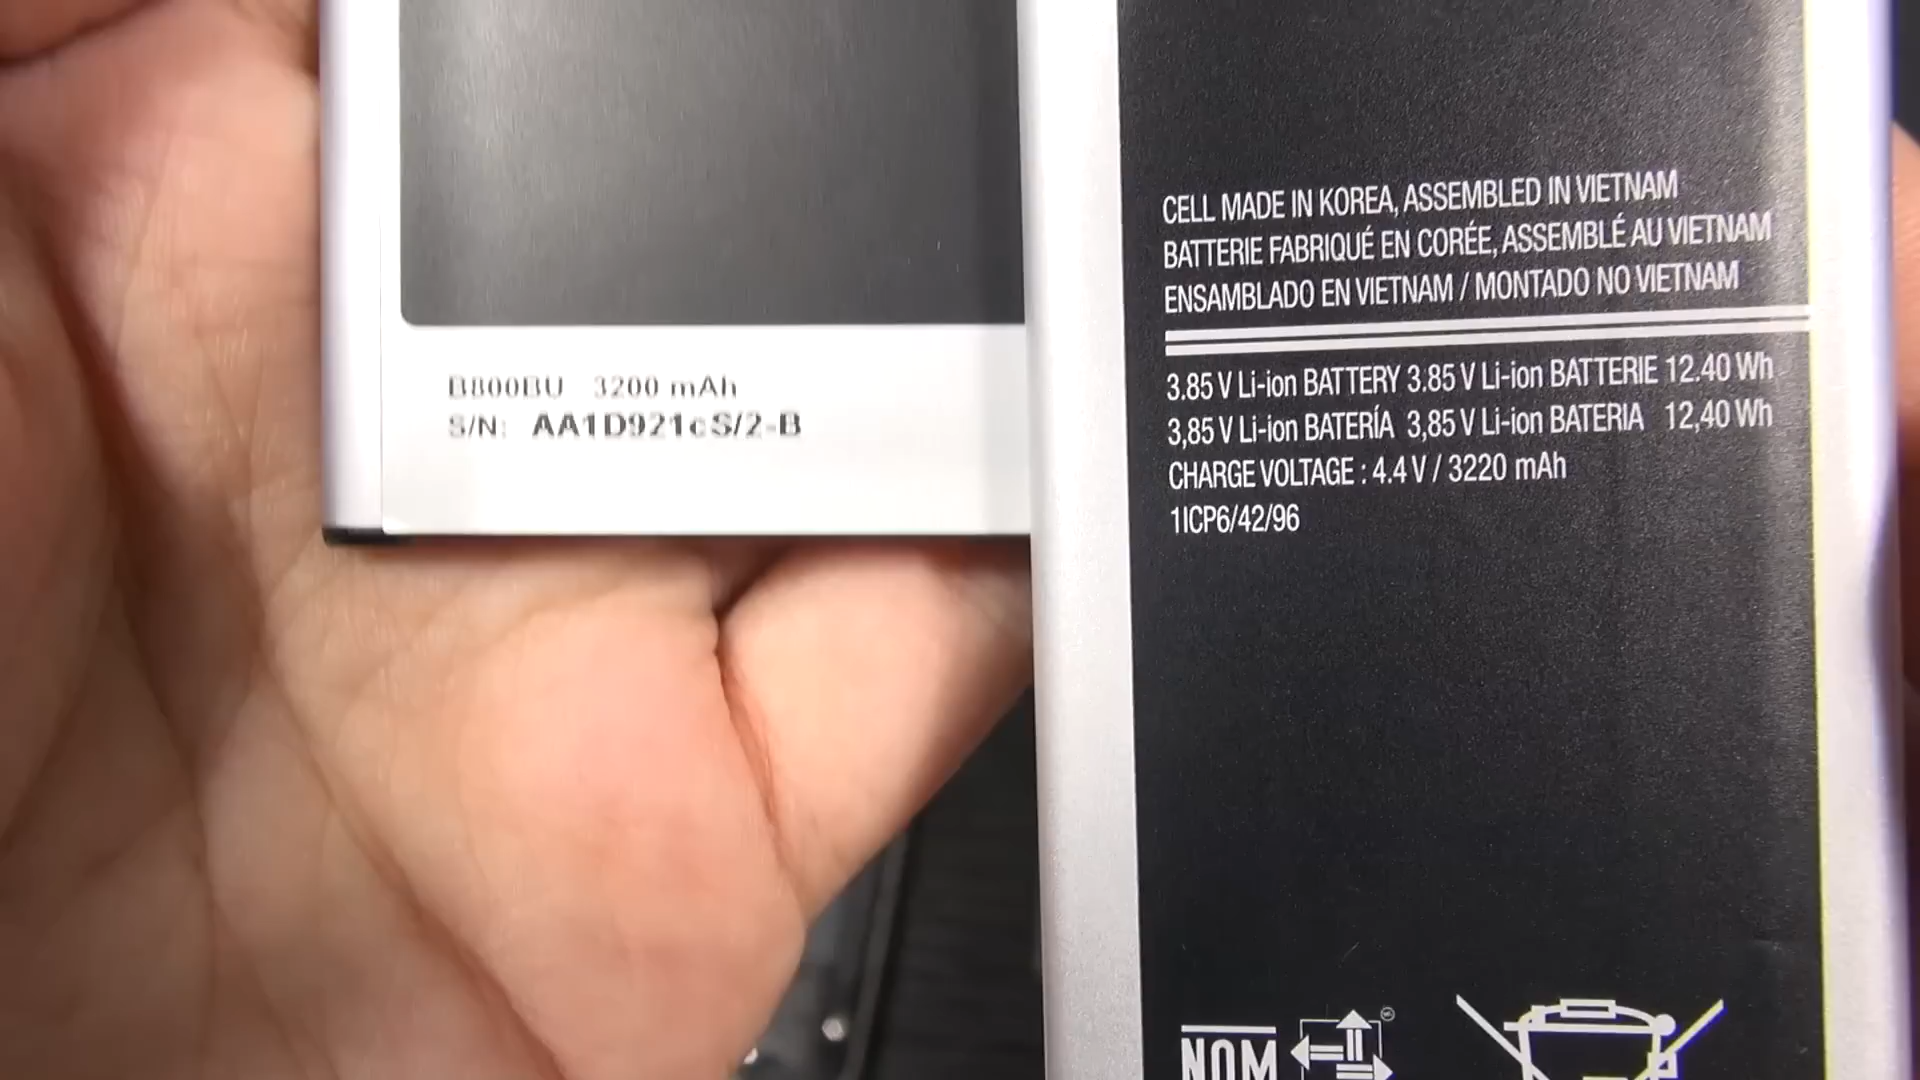 B800BU 3200 mAh
S/N: AA1D921cS/2-B
CELL MADE IN KOREA, ASSEMBLED IN VIETNAM
BATTERIE FABRIQUÉ EN CORÉE, ASSEMBLÉ AU VIETNAM
ENSAMBLADO EN VIETNAM / MONTADO NO VIETNAM
3.85 V Li-ion BATTERY 3.85 V Li-ion BATTERIE 12.40 Wh
3,85 V Li-ion BATERÍA 3,85 V Li-ion BATERIA 12,40 Wh
CHARGE VOLTAGE : 4.4 V / 3220 mAh
1ICP6/42/96
NOM